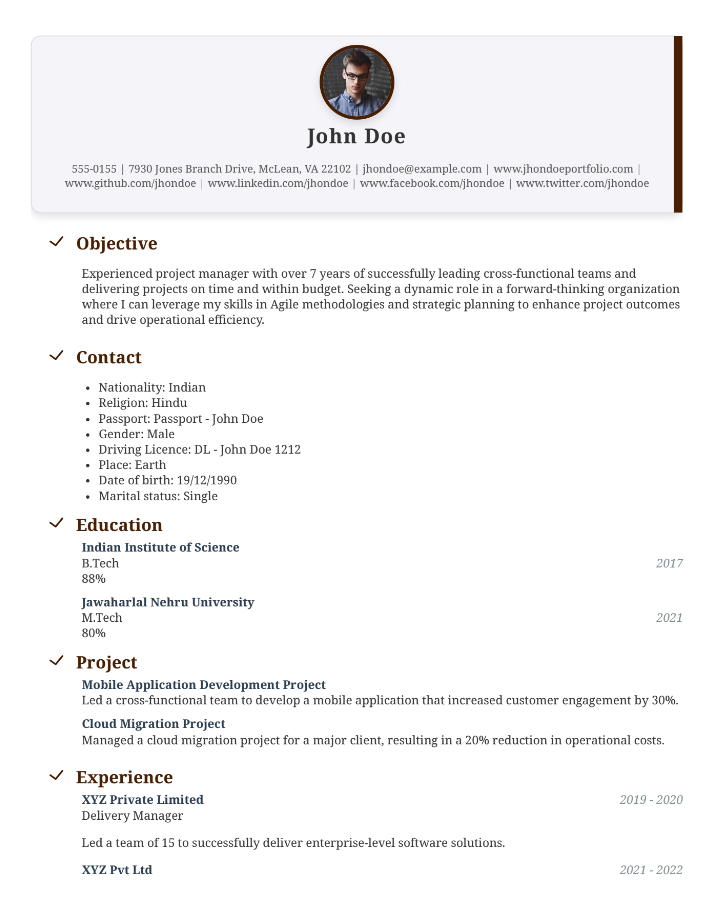 John Doe
555-0155 | 7930 Jones Branch Drive, McLean, VA 22102 | jhondoe@example.com | www.jhondoeportfolio.com |
www.github.com/jhondoe | www.linkedin.com/jhondoe | www.facebook.com/jhondoe | www.twitter.com/jhondoe
Objective
Experienced project manager with over 7 years of successfully leading cross-functional teams and
delivering projects on time and within budget. Seeking a dynamic role in a forward-thinking organization
where I can leverage my skills in Agile methodologies and strategic planning to enhance project outcomes
and drive operational efficiency.
Contact
• Nationality: Indian
• Religion: Hindu
• Passport: Passport - John Doe
• Gender: Male
• Driving Licence: DL - John Doe 1212
• Place: Earth
• Date of birth: 19/12/1990
• Marital status: Single
Education
Indian Institute of Science
B.Tech 2017
88%
Jawaharlal Nehru University
M.Tech 2021
80%
Project
Mobile Application Development Project
Led a cross-functional team to develop a mobile application that increased customer engagement by 30%.
Cloud Migration Project
Managed a cloud migration project for a major client, resulting in a 20% reduction in operational costs.
Experience
XYZ Private Limited 2019 - 2020
Delivery Manager
Led a team of 15 to successfully deliver enterprise-level software solutions.
XYZ Pvt Ltd 2021 - 2022